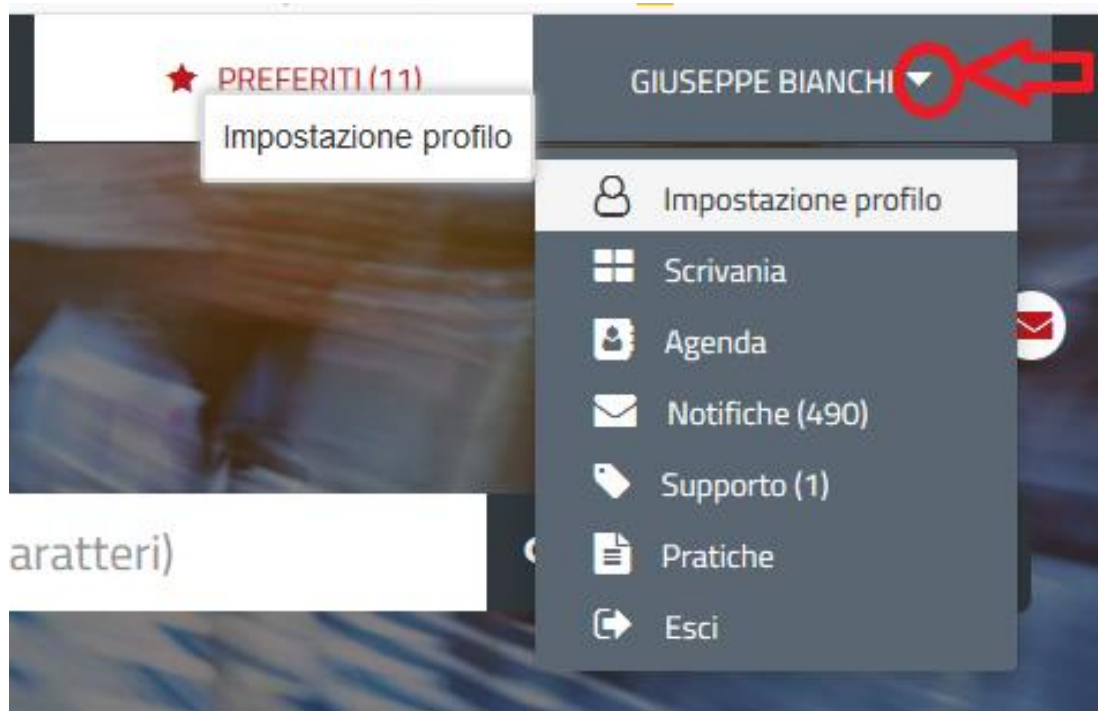 PREFERITI (11)
GIUSEPPE BIANCHI
Impostazione profilo
Impostazione profilo
Scrivania
Agenda
Notifiche (490)
Supporto (1)
aratteri)
Pratiche
Esci